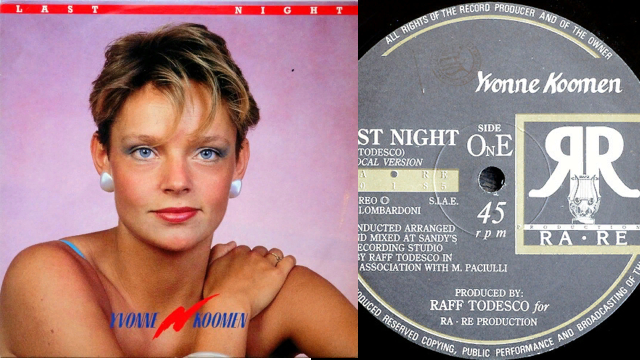 LAST NIGHT
YVONNE KOOMEN
ALL RIGHTS OF THE RECORD PRODUCER AND OF THE OWNER
Yvonne Koomen
ST NIGHT
TODESCO)
OCAL VERSION
SIDE
ONE
REO
S.I.A.E.
LOMBARDONI
45
rpm
RR
PRODUCTION
RA·RE
NDUCTED ARRANGED
ND MIXED AT SANDY'S
RECORDING STUDIO
BY RAFF TODESCO IN
ASSOCIATION WITH M. PACIULLI
PRODUCED BY:
RAFF TODESCO for
RA·RE PRODUCTION
RODUCED RESERVED COPYING, PUBLIC PERFORMANCE AND BROADCASTING OF